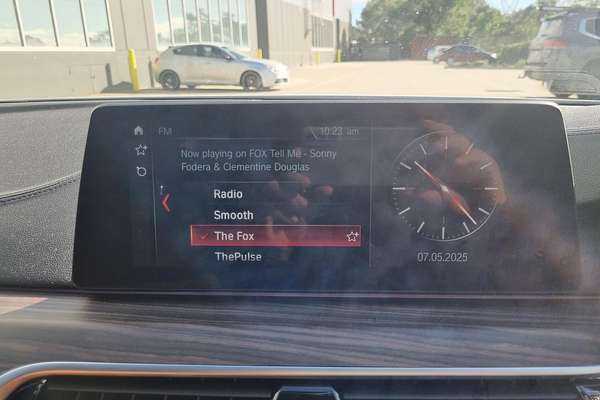 FM
10:23 am
Now playing on FOX Tell Me - Sonny
Fodera & Clementine Douglas
Radio
Smooth
The Fox
ThePulse
07.05.2025